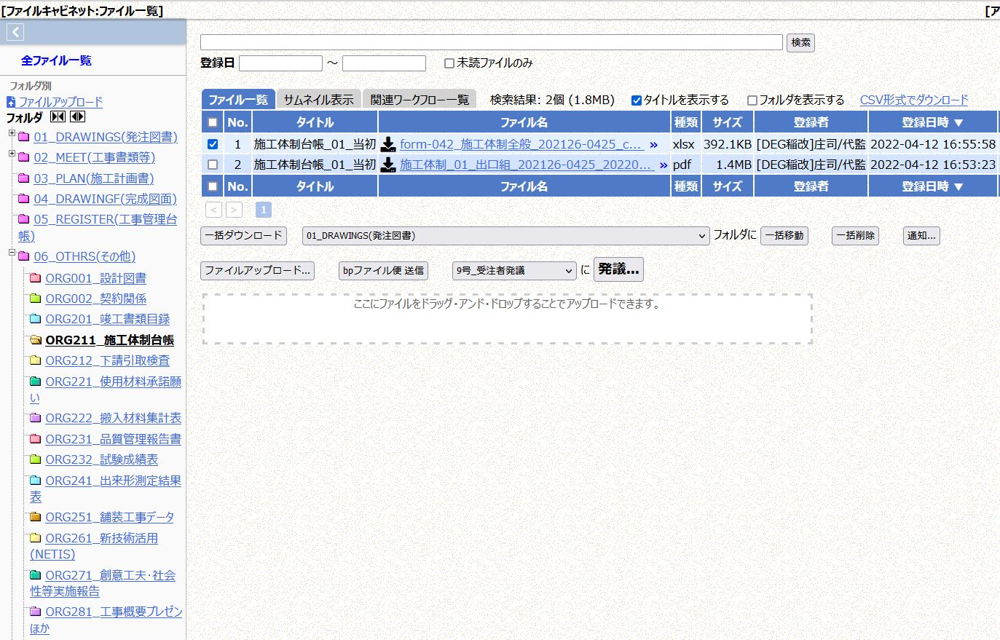 [ファイルキャビネット:ファイル一覧] [ア
全ファイル一覧
フォルダ別
ファイルアップロード
フォルダ
01_DRAWINGS(発注図書)
02_MEET(工事書類等)
03_PLAN(施工計画書)
04_DRAWINGF(完成図面)
05_REGISTER(工事管理台
帳)
06_OTHRS(その他)
ORG001_設計図書
ORG002_契約関係
ORG201_竣工書類目録
ORG211_施工体制台帳
ORG212_下請引取検査
ORG221_使用材料承諾願
い
ORG222_搬入材料集計表
ORG231_品質管理報告書
ORG232_試験成績表
ORG241_出来形測定結果
表
ORG251_舗装工事データ
ORG261_新技術活用
(NETIS)
ORG271_創意工夫・社会
性等実施報告
ORG281_工事概要プレゼン
ほか
検索
登録日 ～ 未読ファイルのみ
ファイル一覧 サムネイル表示 関連ワークフロー一覧 検索結果: 2個 (1.8MB) タイトルを表示する フォルダを表示する CSV形式でダウンロード
No. タイトル ファイル名 種類 サイズ 登録者 登録日時 ▼
1 施工体制台帳_01_当初 form-042_施工体制全般_202126-0425_c... » xlsx 392.1KB [DEG稲改]庄司/代監 2022-04-12 16:55:58
2 施工体制台帳_01_当初 施工体制_01_出口組_202126-0425_20220... » pdf 1.4MB [DEG稲改]庄司/代監 2022-04-12 16:53:23
No. タイトル ファイル名 種類 サイズ 登録者 登録日時 ▼
< > 1
一括ダウンロード 01_DRAWINGS(発注図書) フォルダに 一括移動 一括削除 通知...
ファイルアップロード... bpファイル便 送信 9号_受注者発議 に 発議...
ここにファイルをドラッグ・アンド・ドロップすることでアップロードできます。